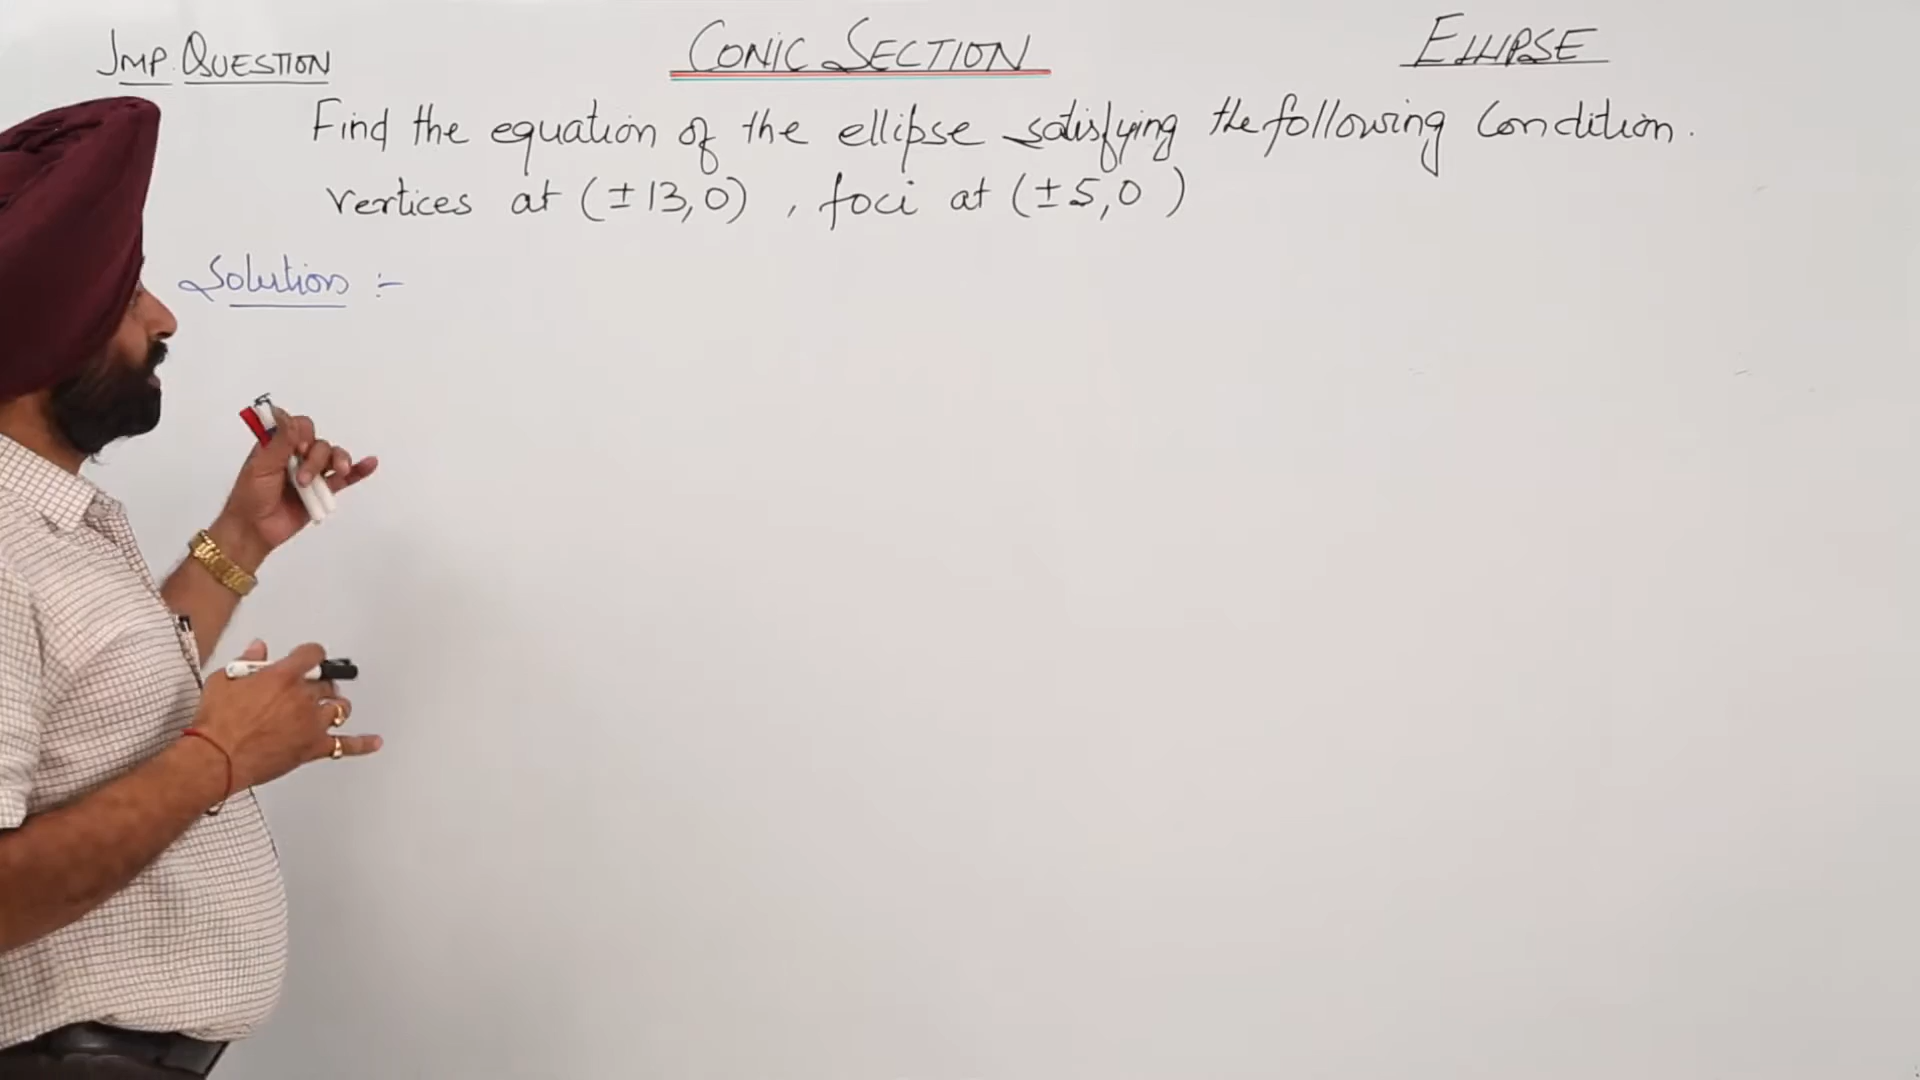 IMP. QUESTION
CONIC SECTION
ELLIPSE
Find the equation of the ellipse satisfying the following condition.
vertices at (±13,0) , foci at (±5,0 )
Solution :-